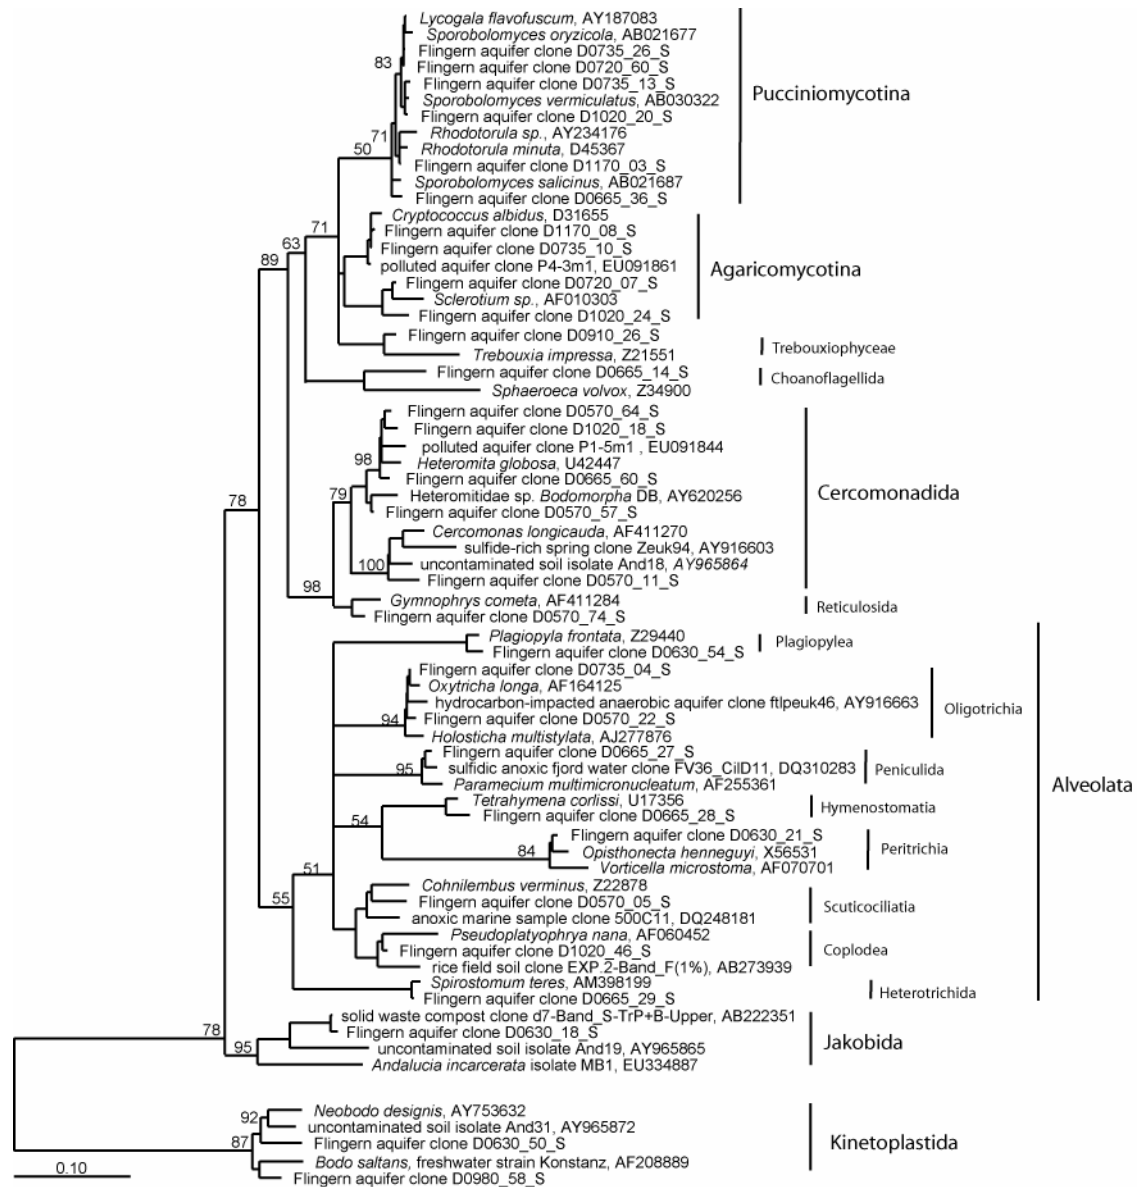 Lycogala flavofuscum, AY187083
Sporobolomyces oryzicola, AB021677
Flingern aquifer clone D0735_26_S
83
Flingern aquifer clone D0720_60_S
Flingern aquifer clone D0735_13_S
Sporobolomyces vermiculatus, AB030322
Pucciniomycotina
Flingern aquifer clone D1020_20_S
71
Rhodotorula sp., AY234176
50
Rhodotorula minuta, D45367
Flingern aquifer clone D1170_03_S
Sporobolomyces salicinus, AB021687
Flingern aquifer clone D0665_36_S
71
Cryptococcus albidus, D31655
Flingern aquifer clone D1170_08_S
63
Flingern aquifer clone D0735_10_S
89
polluted aquifer clone P4-3m1, EU091861
Agaricomycotina
Flingern aquifer clone D0720_07_S
Sclerotium sp., AF010303
Flingern aquifer clone D1020_24_S
Flingern aquifer clone D0910_26_S
Trebouxiophyceae
Trebouxia impressa, Z21551
Flingern aquifer clone D0665_14_S
Choanoflagellida
Sphaeroeca volvox, Z34900
Flingern aquifer clone D0570_64_S
Flingern aquifer clone D1020_18_S
polluted aquifer clone P1-5m1 , EU091844
98
Heteromita globosa, U42447
Flingern aquifer clone D0665_60_S
78
79
Heteromitidae sp. Bodomorpha DB, AY620256
Cercomonadida
Flingern aquifer clone D0570_57_S
Cercomonas longicauda, AF411270
sulfide-rich spring clone Zeuk94, AY916603
100
uncontaminated soil isolate And18, AY965864
Flingern aquifer clone D0570_11_S
98
Gymnophrys cometa, AF411284
Reticulosida
Flingern aquifer clone D0570_74_S
Plagiopyla frontata, Z29440
Plagiopylea
Flingern aquifer clone D0630_54_S
Flingern aquifer clone D0735_04_S
Oxytricha longa, AF164125
hydrocarbon-impacted anaerobic aquifer clone ftlpeuk46, AY916663
Oligotrichia
94
Flingern aquifer clone D0570_22_S
Holosticha multistylata, AJ277876
Flingern aquifer clone D0665_27_S
95
sulfidic anoxic fjord water clone FV36_CilD11, DQ310283
Peniculida
Paramecium multimicronucleatum, AF255361
Alveolata
Tetrahymena corlissi, U17356
Hymenostomatia
Flingern aquifer clone D0665_28_S
54
Flingern aquifer clone D0630_21_S
84
Opisthonecta henneguyi, X56531
Peritrichia
Vorticella microstoma, AF070701
51
Cohnilembus verminus, Z22878
55
Flingern aquifer clone D0570_05_S
Scuticociliatia
anoxic marine sample clone 500C11, DQ248181
Pseudoplatyophrya nana, AF060452
Flingern aquifer clone D1020_46_S
Coplodea
rice field soil clone EXP.2-Band_F(1%), AB273939
Spirostomum teres, AM398199
Heterotrichida
Flingern aquifer clone D0665_29_S
solid waste compost clone d7-Band_S-TrP+B-Upper, AB222351
78
Flingern aquifer clone D0630_18_S
95
uncontaminated soil isolate And19, AY965865
Jakobida
Andalucia incarcerata isolate MB1, EU334887
Neobodo designis, AY753632
92
uncontaminated soil isolate And31, AY965872
87
Flingern aquifer clone D0630_50_S
Kinetoplastida
Bodo saltans, freshwater strain Konstanz, AF208889
0.10
Flingern aquifer clone D0980_58_S